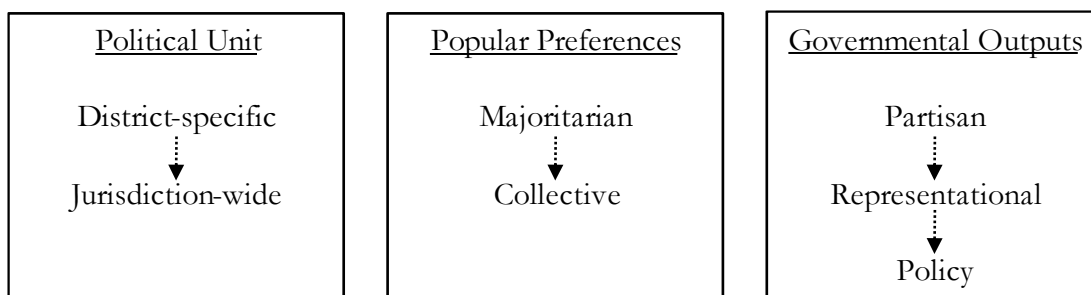 Political Unit
District-specific
Jurisdiction-wide
Popular Preferences
Majoritarian
Collective
Governmental Outputs
Partisan
Representational
Policy